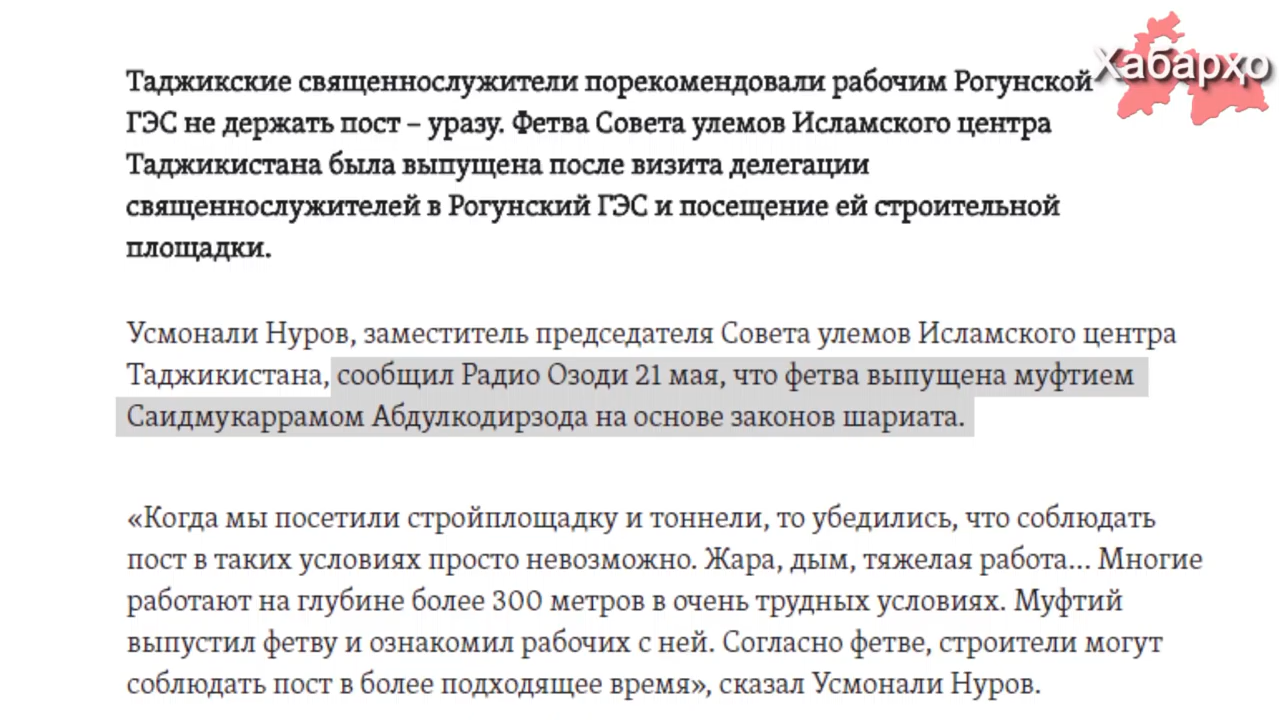 Хабарҳо
Таджикские священнослужители порекомендовали рабочим Рогунской
ГЭС не держать пост – уразу. Фетва Совета улемов Исламского центра
Таджикистана была выпущена после визита делегации
священнослужителей в Рогунский ГЭС и посещение ей строительной
площадки.
Усмонали Нуров, заместитель председателя Совета улемов Исламского центра
Таджикистана, сообщил Радио Озоди 21 мая, что фетва выпущена муфтием
Саидмукаррамом Абдулкодирзода на основе законов шариата.
«Когда мы посетили стройплощадку и тоннели, то убедились, что соблюдать
пост в таких условиях просто невозможно. Жара, дым, тяжелая работа... Многие
работают на глубине более 300 метров в очень трудных условиях. Муфтий
выпустил фетву и ознакомил рабочих с ней. Согласно фетве, строители могут
соблюдать пост в более подходящее время», сказал Усмонали Нуров.